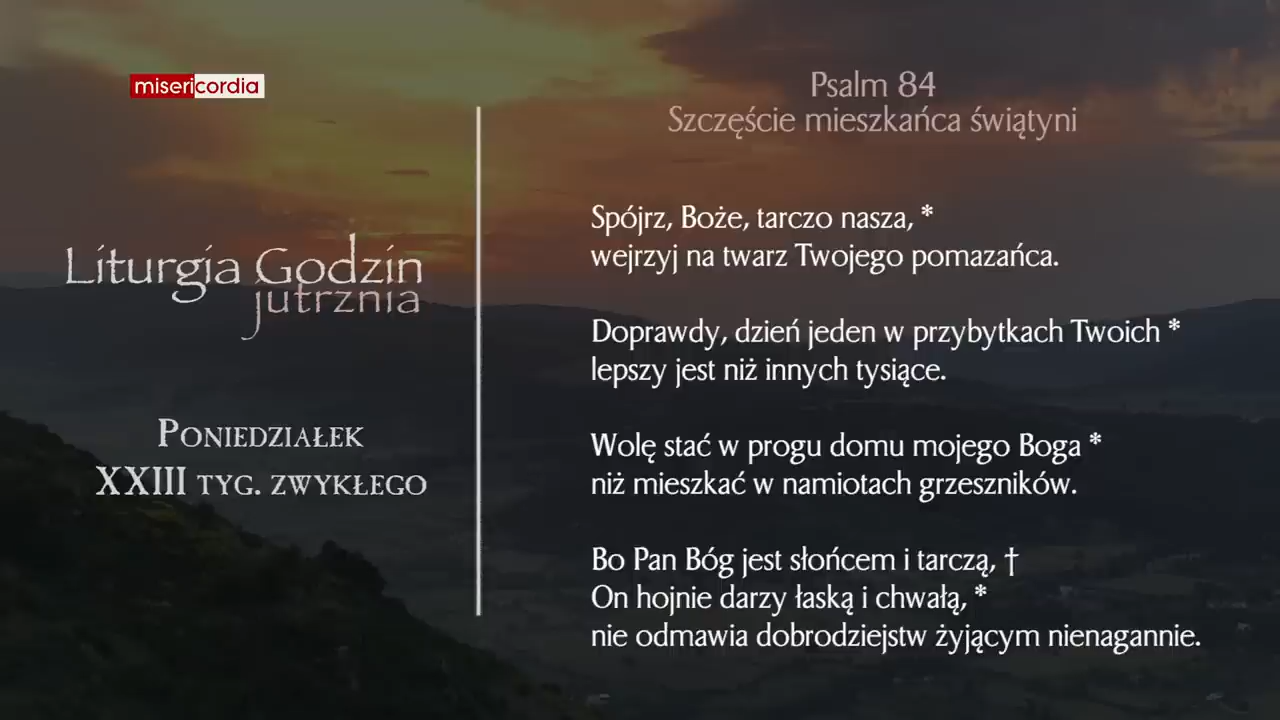 misericordia
Liturgia Godzin
jutrznia
Poniedziałek
XXIII tyg. zwykłego
Psalm 84
Szczęście mieszkańca świątyni
Spójrz, Boże, tarczo nasza, *
wejrzyj na twarz Twojego pomazańca.
Doprawdy, dzień jeden w przybytkach Twoich *
lepszy jest niż innych tysiące.
Wolę stać w progu domu mojego Boga *
niż mieszkać w namiotach grzeszników.
Bo Pan Bóg jest słońcem i tarczą, †
On hojnie darzy łaską i chwałą, *
nie odmawia dobrodziejstw żyjącym nienagannie.